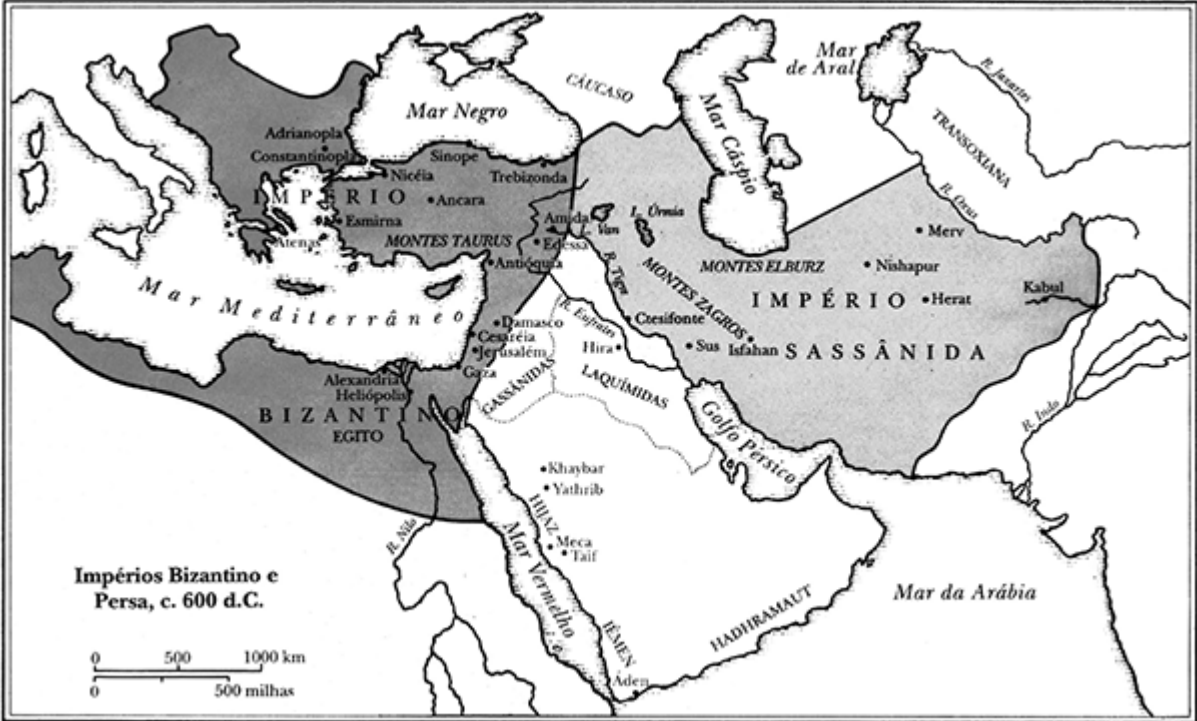 Mar
de Aral
R. Jaxartes
CÁUCASO
TRANSOXIANA
Mar Negro
Mar Cáspio
Adrianopla
Constantinopla
Sinope
Nicéia
Trebizonda
IMPÉRIO
Ancara
R. Oxus
Esmirna
Amida
L. Van
L. Úrmia
Merv
Atenas
MONTES TAURUS
Edessa
Antióquia
R. Tigre
MONTES ZAGROS
MONTES ELBURZ
Nishapur
Mar Mediterrâneo
IMPÉRIO
Herat
Kabul
R. Eufrates
Ctesifonte
Damasco
Cesaréia
Jerusalém
Hira
Sus
Isfahan
SASSÂNIDA
Gaza
GASSÂNIDAS
LAQUÍMIDAS
Alexandria
Heliópolis
BIZANTINO
EGITO
Golfo Pérsico
R. Indo
Khaybar
Yathrib
HIJAZ
R. Nilo
Meca
Taif
Mar Vermelho
Impérios Bizantino e
Persa, c. 600 d.C.
Mar da Arábia
HADHRAMAUT
IÊMEN
Áden
0 500 1000 km
0 500 milhas